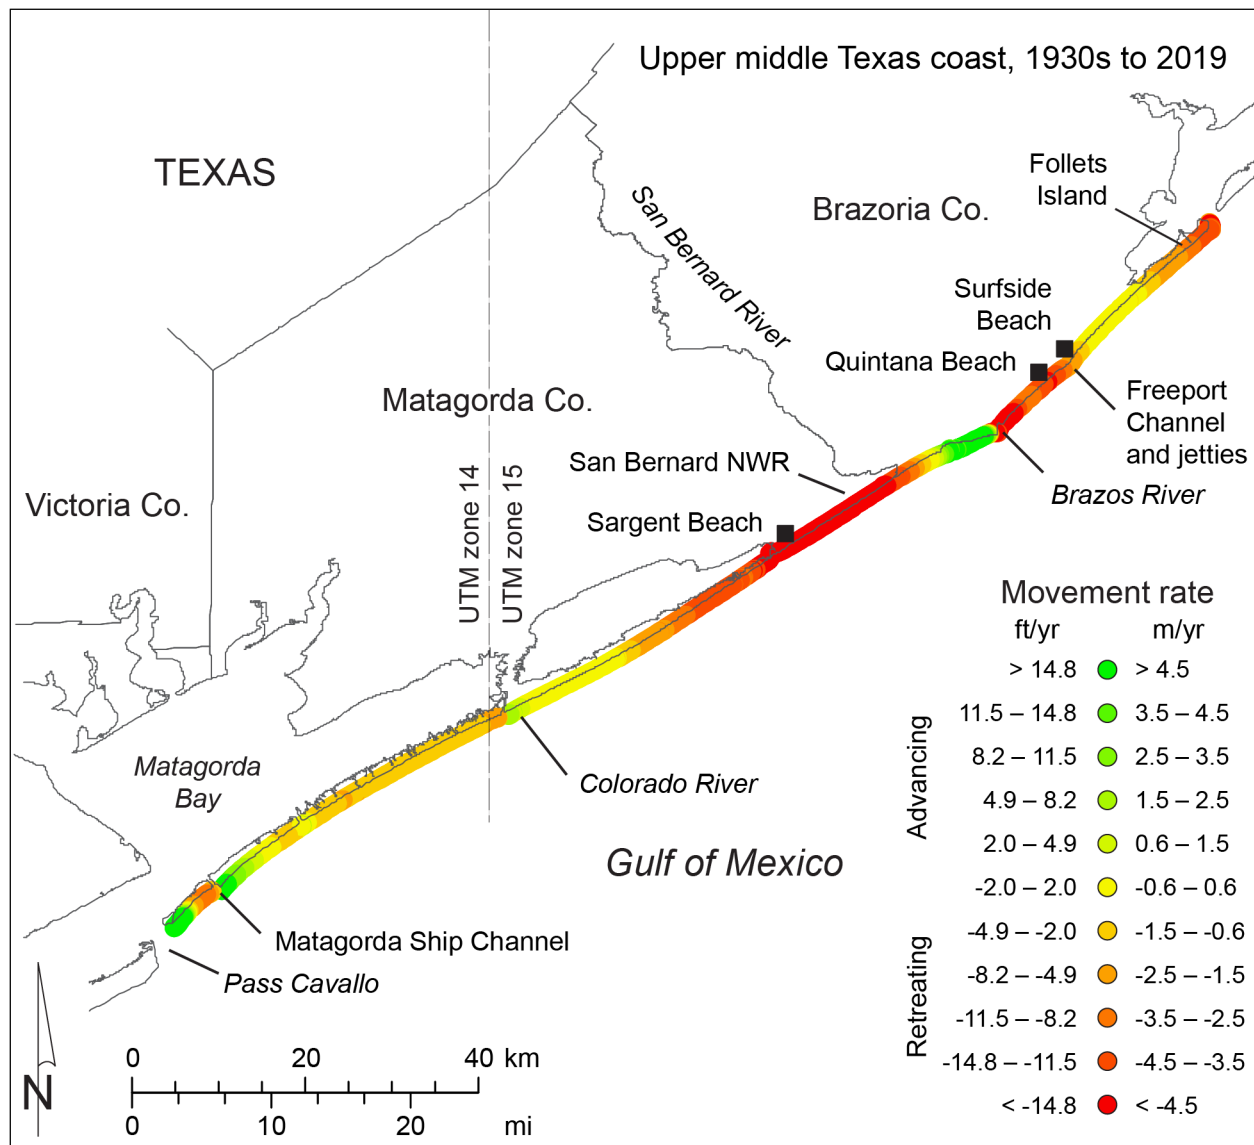 Upper middle Texas coast, 1930s to 2019
TEXAS
Follets
Island
Brazoria Co.
San Bernard River
Surfside
Beach
Quintana Beach
Matagorda Co.
Freeport
Channel
and jetties
San Bernard NWR
Brazos River
Victoria Co.
UTM zone 14
UTM zone 15
Sargent Beach
Matagorda
Bay
Colorado River
Gulf of Mexico
Matagorda Ship Channel
Pass Cavallo
Movement rate
ft/yr m/yr
Advancing
> 14.8 > 4.5
11.5 – 14.8 3.5 – 4.5
8.2 – 11.5 2.5 – 3.5
4.9 – 8.2 1.5 – 2.5
2.0 – 4.9 0.6 – 1.5
-2.0 – 2.0 -0.6 – 0.6
Retreating
-4.9 – -2.0 -1.5 – -0.6
-8.2 – -4.9 -2.5 – -1.5
-11.5 – -8.2 -3.5 – -2.5
-14.8 – -11.5 -4.5 – -3.5
< -14.8 < -4.5
N
0 20 40 km
0 10 20 mi